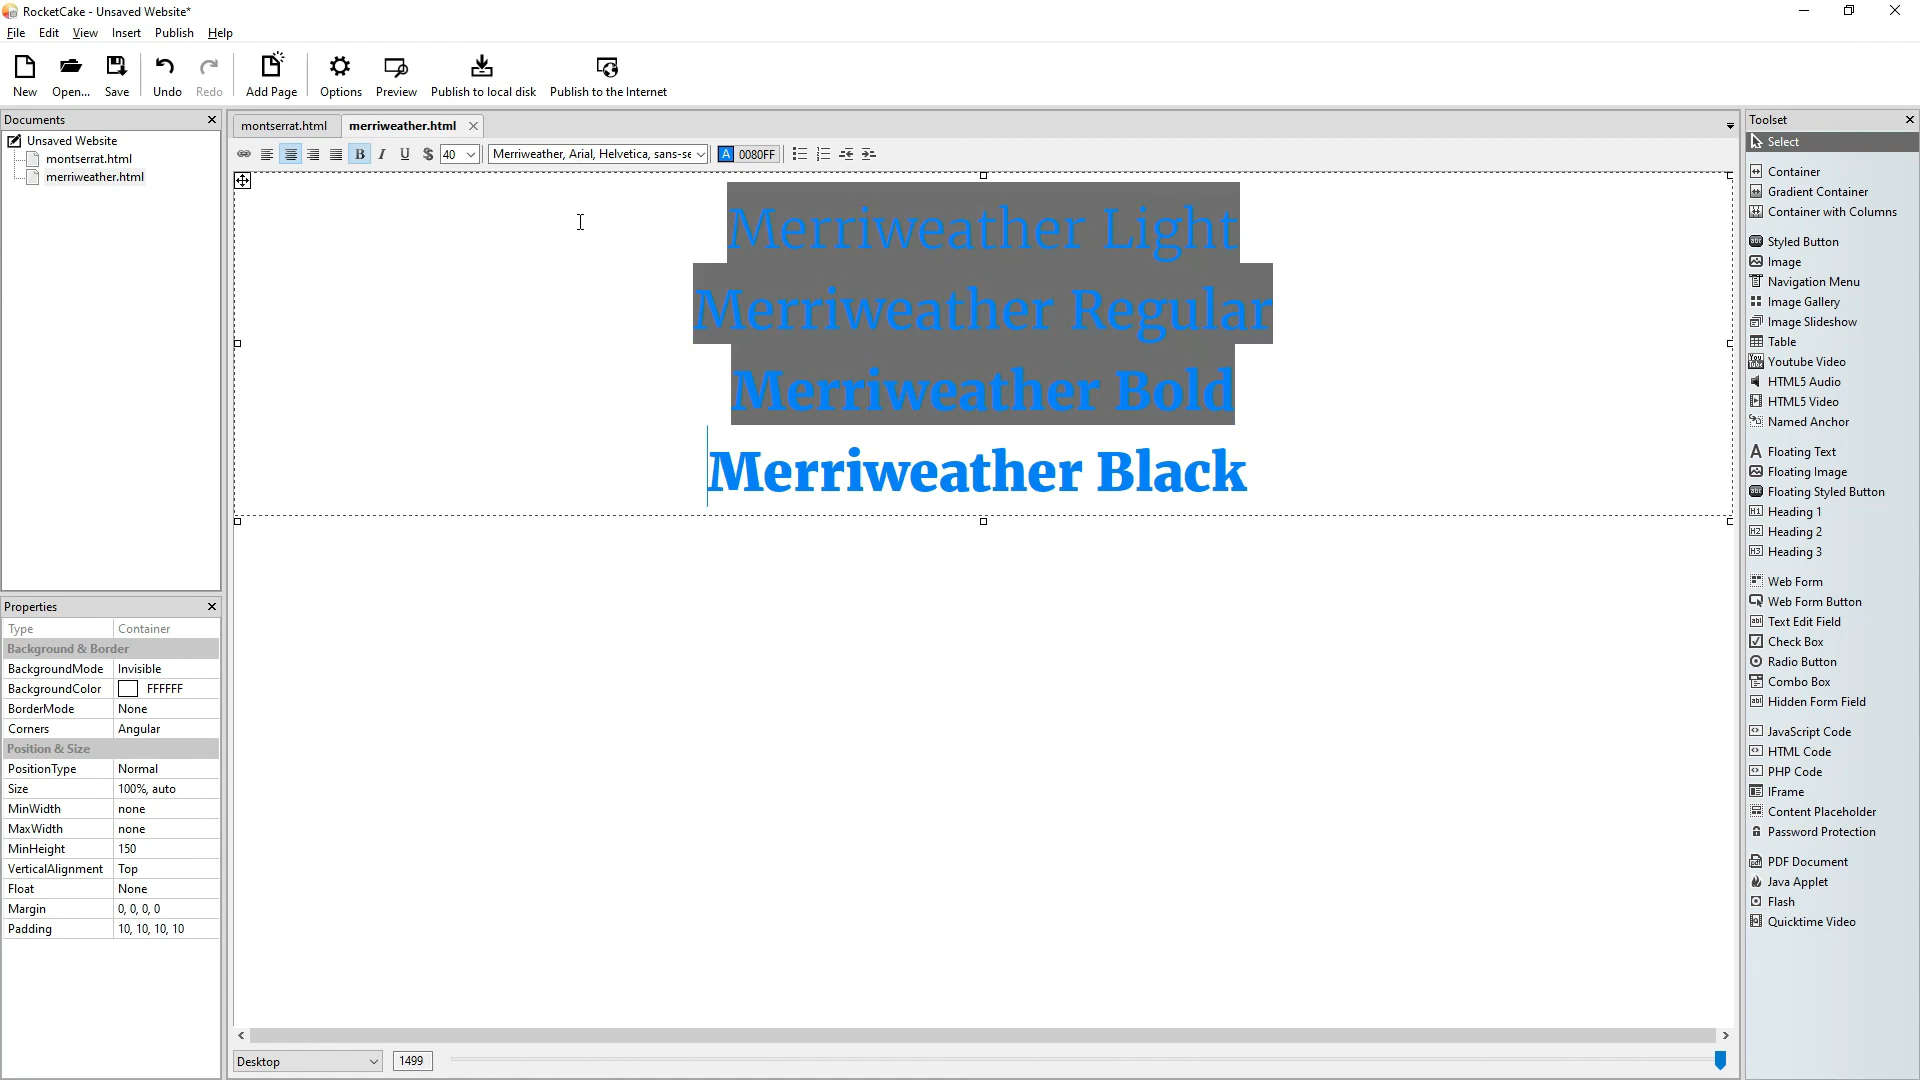 RocketCake - Unsaved Website*
File Edit View Insert Publish Help
New Open... Save Undo Redo Add Page Options Preview Publish to local disk Publish to the Internet
Documents
Unsaved Website
montserrat.html
merriweather.html
Properties
Type Container
Background & Border
BackgroundMode Invisible
BackgroundColor FFFFFF
BorderMode None
Corners Angular
Position & Size
PositionType Normal
Size 100%, auto
MinWidth none
MaxWidth none
MinHeight 150
VerticalAlignment Top
Float None
Margin 0, 0, 0, 0
Padding 10, 10, 10, 10
montserrat.html merriweather.html
B I U $ 40 Merriweather, Arial, Helvetica, sans-se A 0080FF
Merriweather Light
Merriweather Regular
Merriweather Bold
Merriweather Black
Desktop 1499
Toolset
Select
Container
Gradient Container
Container with Columns
Styled Button
Image
Navigation Menu
Image Gallery
Image Slideshow
Table
Youtube Video
HTML5 Audio
HTML5 Video
Named Anchor
Floating Text
Floating Image
Floating Styled Button
Heading 1
Heading 2
Heading 3
Web Form
Web Form Button
Text Edit Field
Check Box
Radio Button
Combo Box
Hidden Form Field
JavaScript Code
HTML Code
PHP Code
IFrame
Content Placeholder
Password Protection
PDF Document
Java Applet
Flash
Quicktime Video